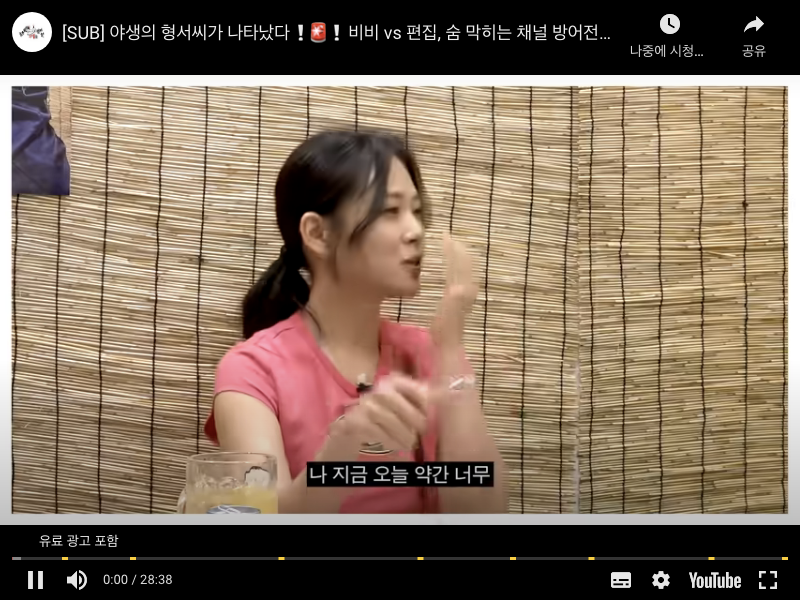 [SUB] 야생의 형서씨가 나타났다❗🚨❗ 비비 vs 편집, 숨 막히는 채널 방어전...
나중에 시청...
공유
나 지금 오늘 약간 너무
유료 광고 포함
0:00 / 28:38
YouTube